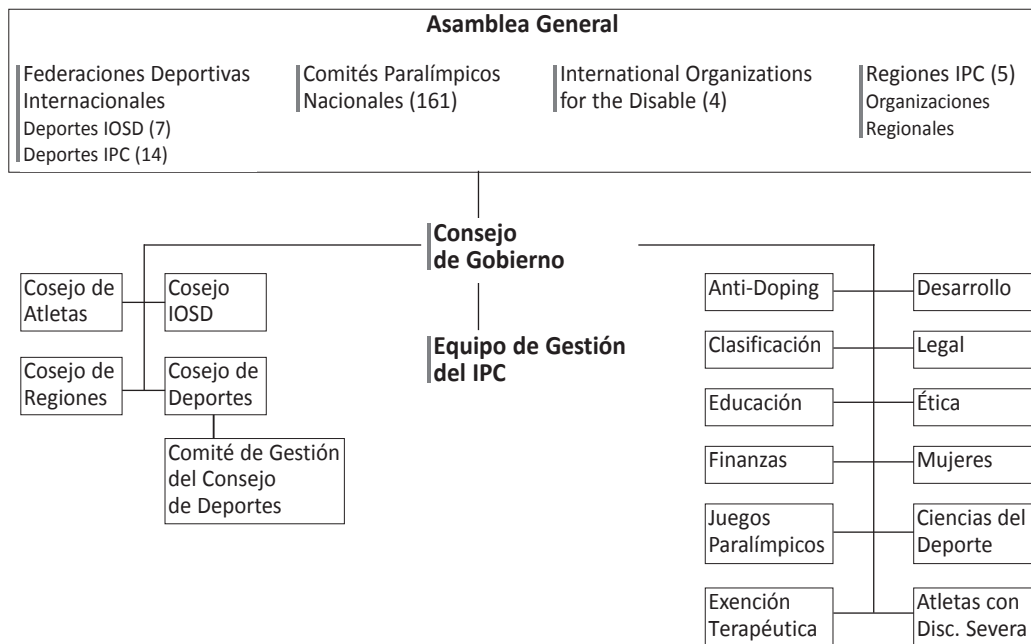 Asamblea General
Federaciones Deportivas
Internacionales
Deportes IOSD (7)
Deportes IPC (14)
Comités Paralímpicos
Nacionales (161)
International Organizations
for the Disable (4)
Regiones IPC (5)
Organizaciones
Regionales
Consejo
de Gobierno
Equipo de Gestión
del IPC
Cosejo de
Atletas
Cosejo
IOSD
Cosejo de
Regiones
Cosejo de
Deportes
Comité de Gestión
del Consejo
de Deportes
Anti-Doping
Desarrollo
Clasificación
Legal
Educación
Ética
Finanzas
Mujeres
Juegos
Paralímpicos
Ciencias del
Deporte
Exención
Terapéutica
Atletas con
Disc. Severa